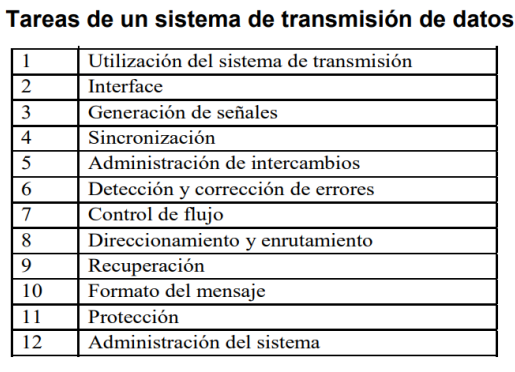 Tareas de un sistema de transmisión de datos
1 Utilización del sistema de transmisión
2 Interface
3 Generación de señales
4 Sincronización
5 Administración de intercambios
6 Detección y corrección de errores
7 Control de flujo
8 Direccionamiento y enrutamiento
9 Recuperación
10 Formato del mensaje
11 Protección
12 Administración del sistema